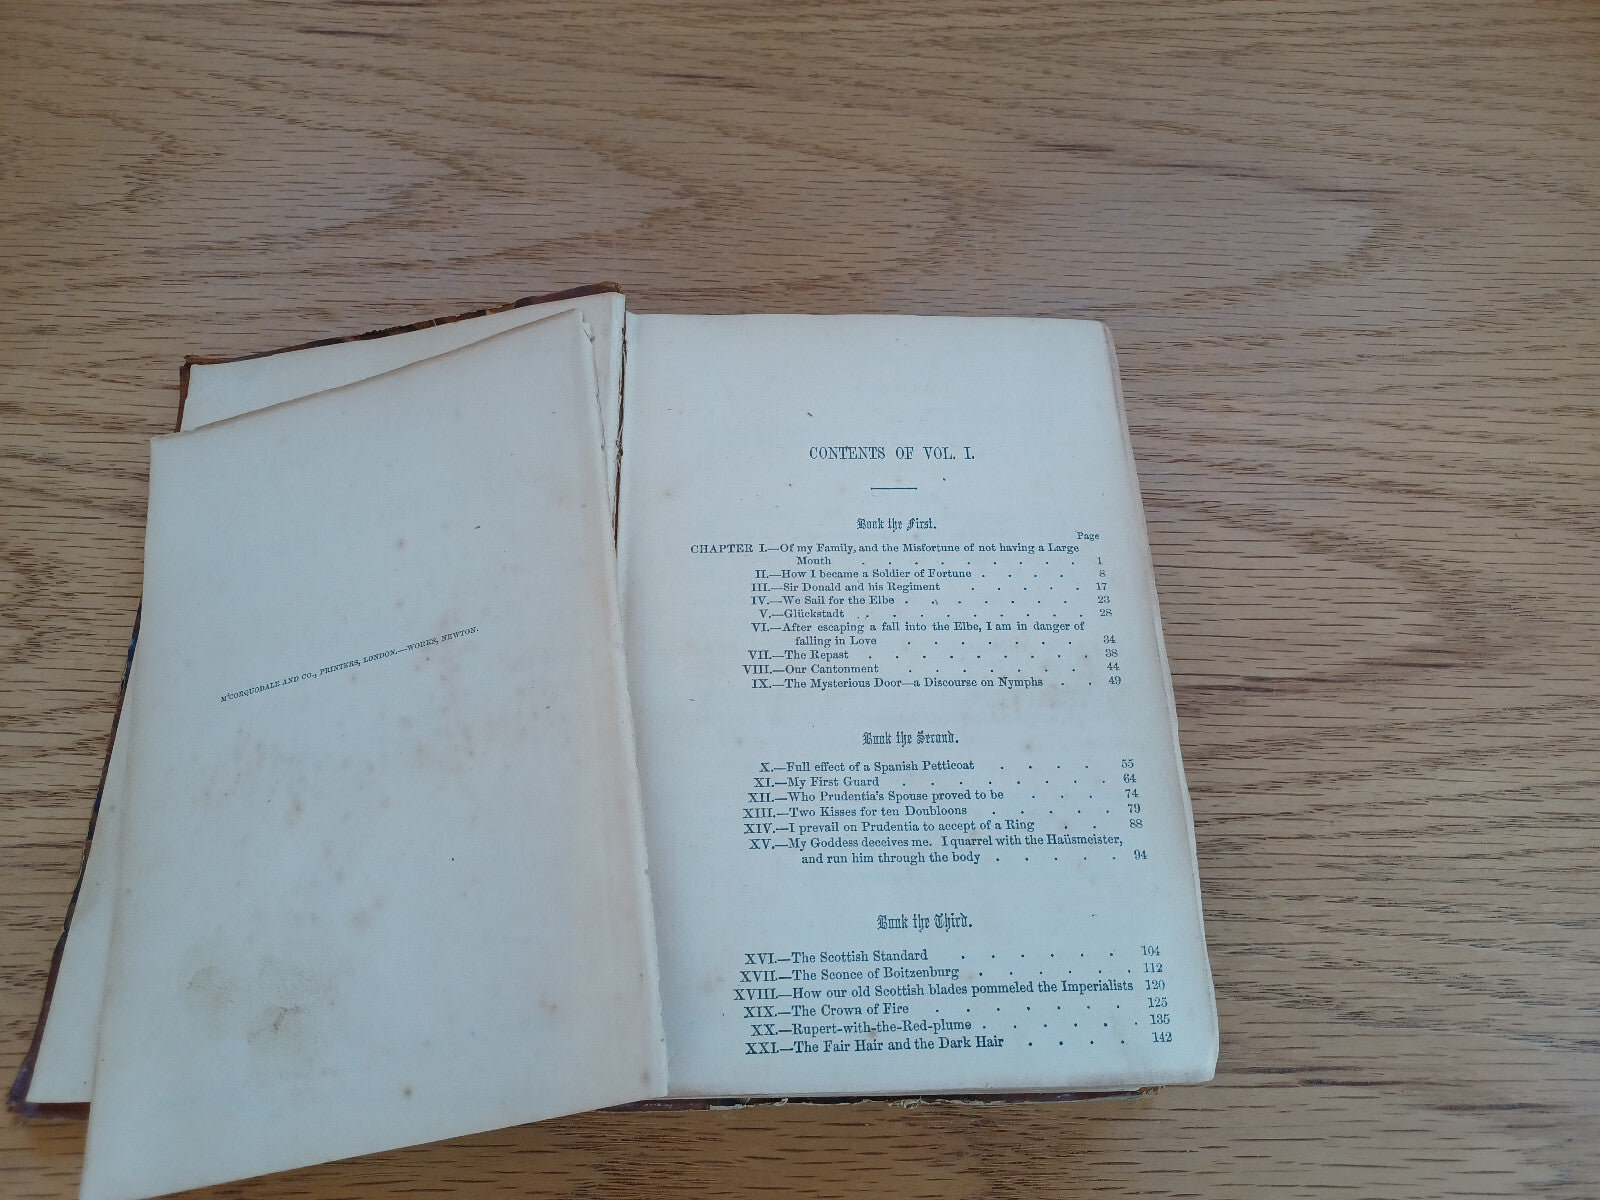 M'CORQUODALE AND CO., PRINTERS, LONDON.—WORKS, NEWTON.
CONTENTS OF VOL. I.
Book the First.
Page
CHAPTER I.—Of my Family, and the Misfortune of not having a Large
Mouth . . . . . . . . . 1
II.—How I became a Soldier of Fortune . . . . 8
III.—Sir Donald and his Regiment . . . . . 17
IV.—We Sail for the Elbe . . . . . . . 23
V.—Glückstadt . . . . . . . . . . 28
VI.—After escaping a fall into the Elbe, I am in danger of
falling in Love . . . . . . . . 34
VII.—The Repast . . . . . . . . . 38
VIII.—Our Cantonment . . . . . . . . 44
IX.—The Mysterious Door—a Discourse on Nymphs . . 49
Book the Second.
X.—Full effect of a Spanish Petticoat . . . . 55
XI.—My First Guard . . . . . . . . 64
XII.—Who Prudentia's Spouse proved to be . . . . 74
XIII.—Two Kisses for ten Doubloons . . . . . 79
XIV.—I prevail on Prudentia to accept of a Ring . . 88
XV.—My Goddess deceives me. I quarrel with the Haüsmeister,
and run him through the body . . . . . 94
Book the Third.
XVI.—The Scottish Standard . . . . . . 104
XVII.—The Sconce of Boitzenburg . . . . . . 112
XVIII.—How our old Scottish blades pommeled the Imperialists 120
XIX.—The Crown of Fire . . . . . . . 125
XX.—Rupert-with-the-Red-plume . . . . . . 135
XXI.—The Fair Hair and the Dark Hair . . . . 142